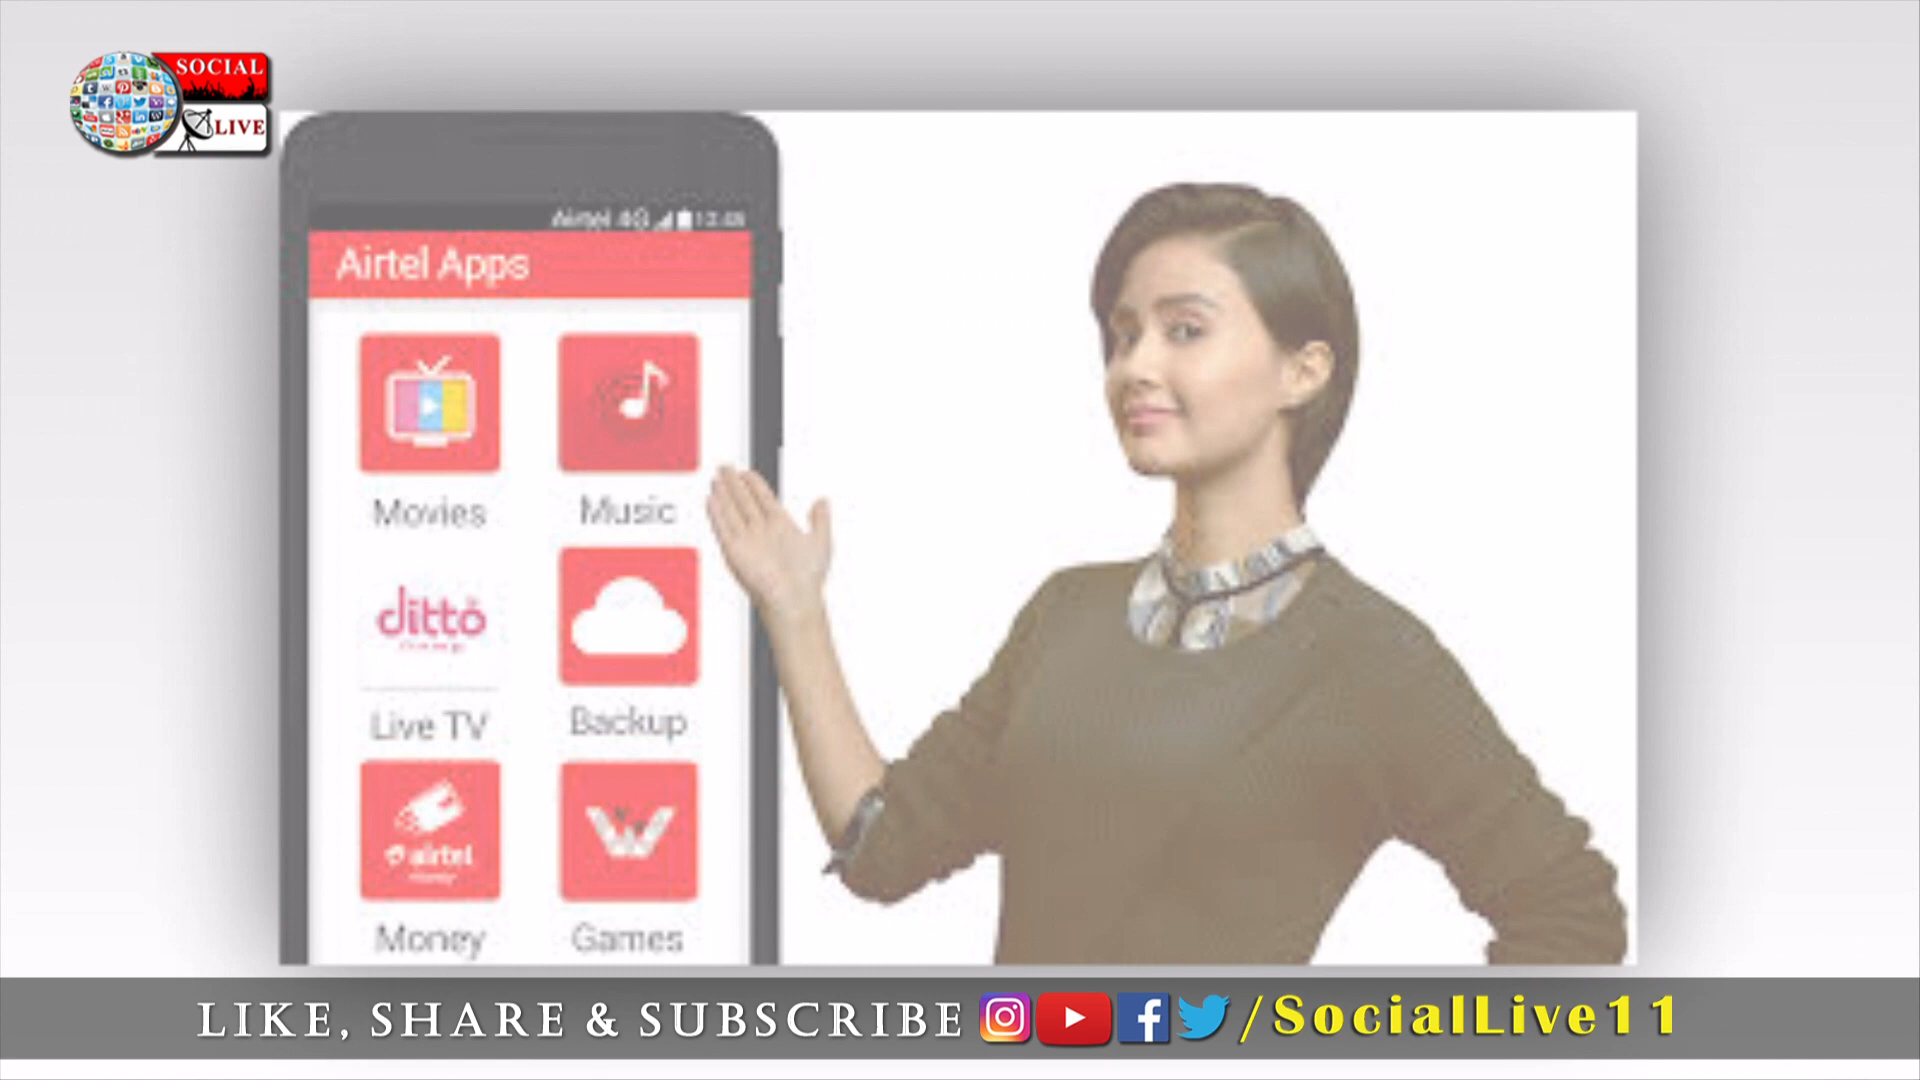 SOCIAL
LIVE
Airtel 4G
Airtel Apps
Movies
Music
ditto
Live TV
Backup
airtel
money
Money
Games
LIKE, SHARE & SUBSCRIBE /SocialLive11